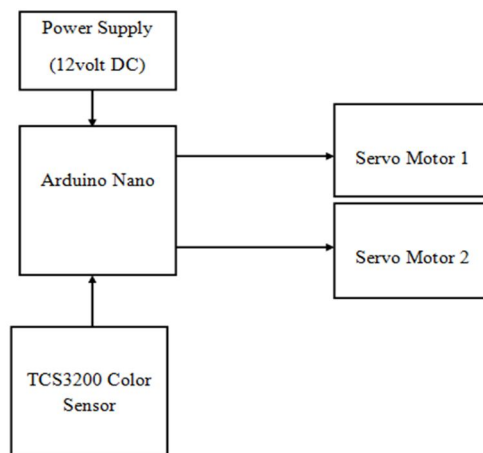 Power Supply
(12volt DC)
Arduino Nano
Servo Motor 1
Servo Motor 2
TCS3200 Color
Sensor